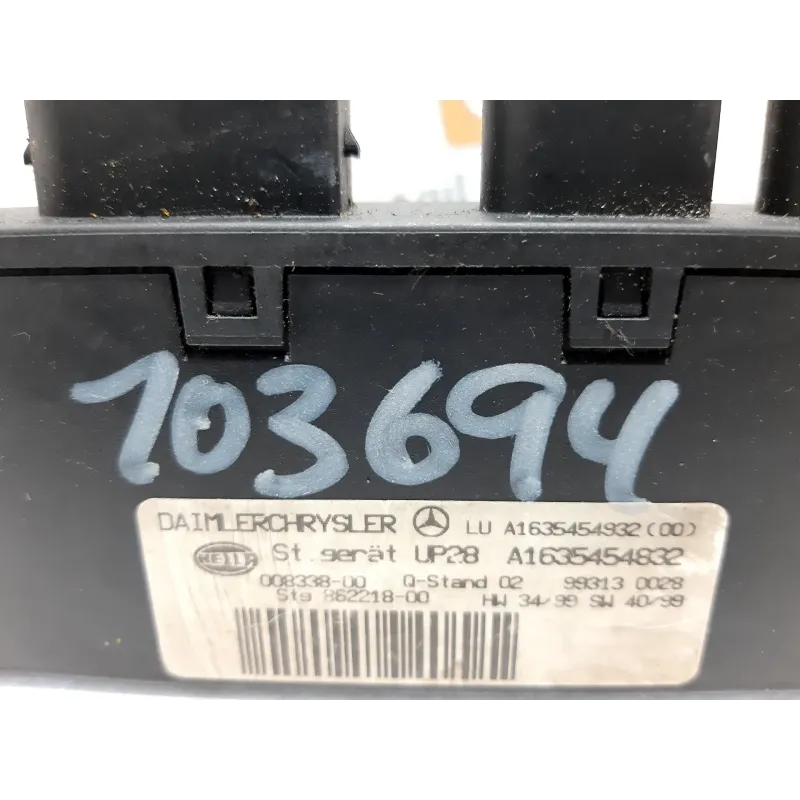 103694
DAIMLERCHRYSLER LU A1635454932(00)
HELLA St.gerät UP28 A1635454832
008338-00 Q-Stand 02 99313 0028
Stg 862218-00 HW 34/99 SW 40/99